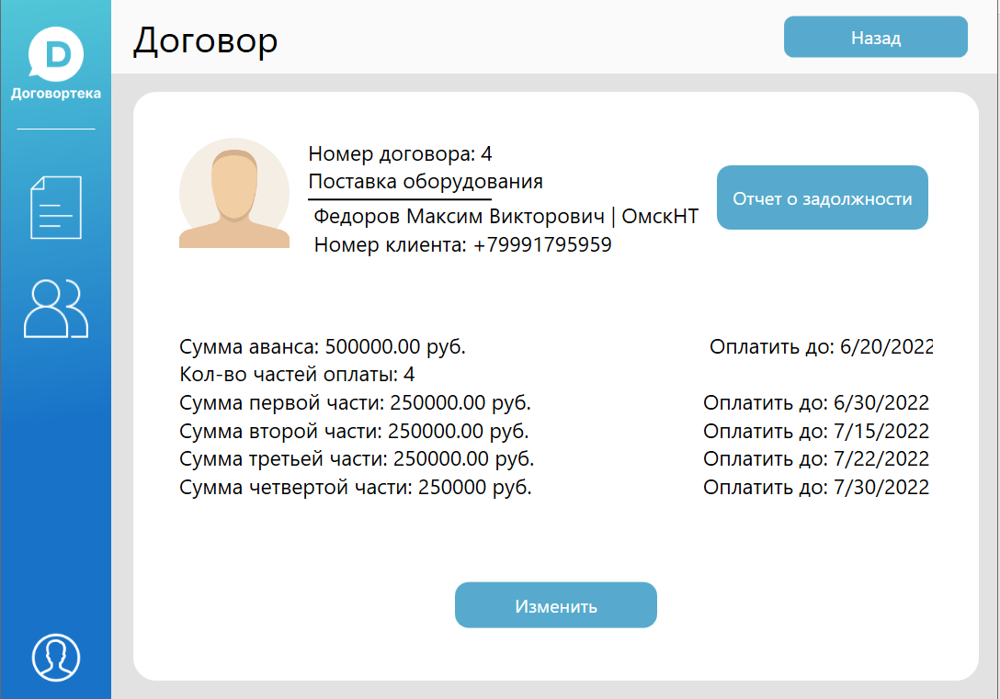 D
Договортека
Договор
Назад
Номер договора: 4
Поставка оборудования
Федоров Максим Викторович | ОмскНТ
Номер клиента: +79991795959
Отчет о задолжности
Сумма аванса: 500000.00 руб. Оплатить до: 6/20/2022
Кол-во частей оплаты: 4
Сумма первой части: 250000.00 руб. Оплатить до: 6/30/2022
Сумма второй части: 250000.00 руб. Оплатить до: 7/15/2022
Сумма третьей части: 250000.00 руб. Оплатить до: 7/22/2022
Сумма четвертой части: 250000 руб. Оплатить до: 7/30/2022
Изменить